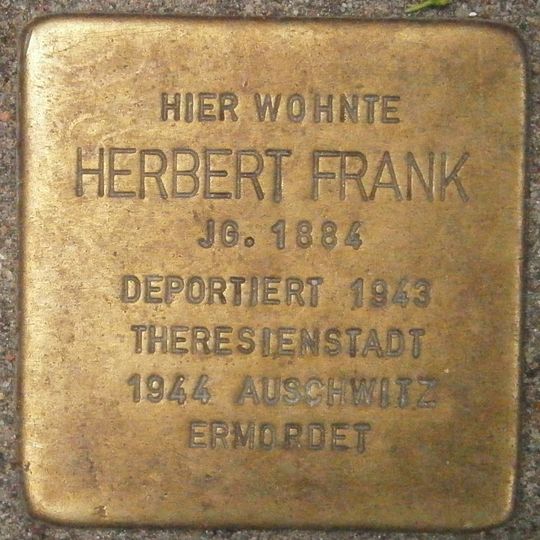 HIER WOHNTE
HERBERT FRANK
JG. 1884
DEPORTIERT 1943
THERESIENSTADT
1944 AUSCHWITZ
ERMORDET